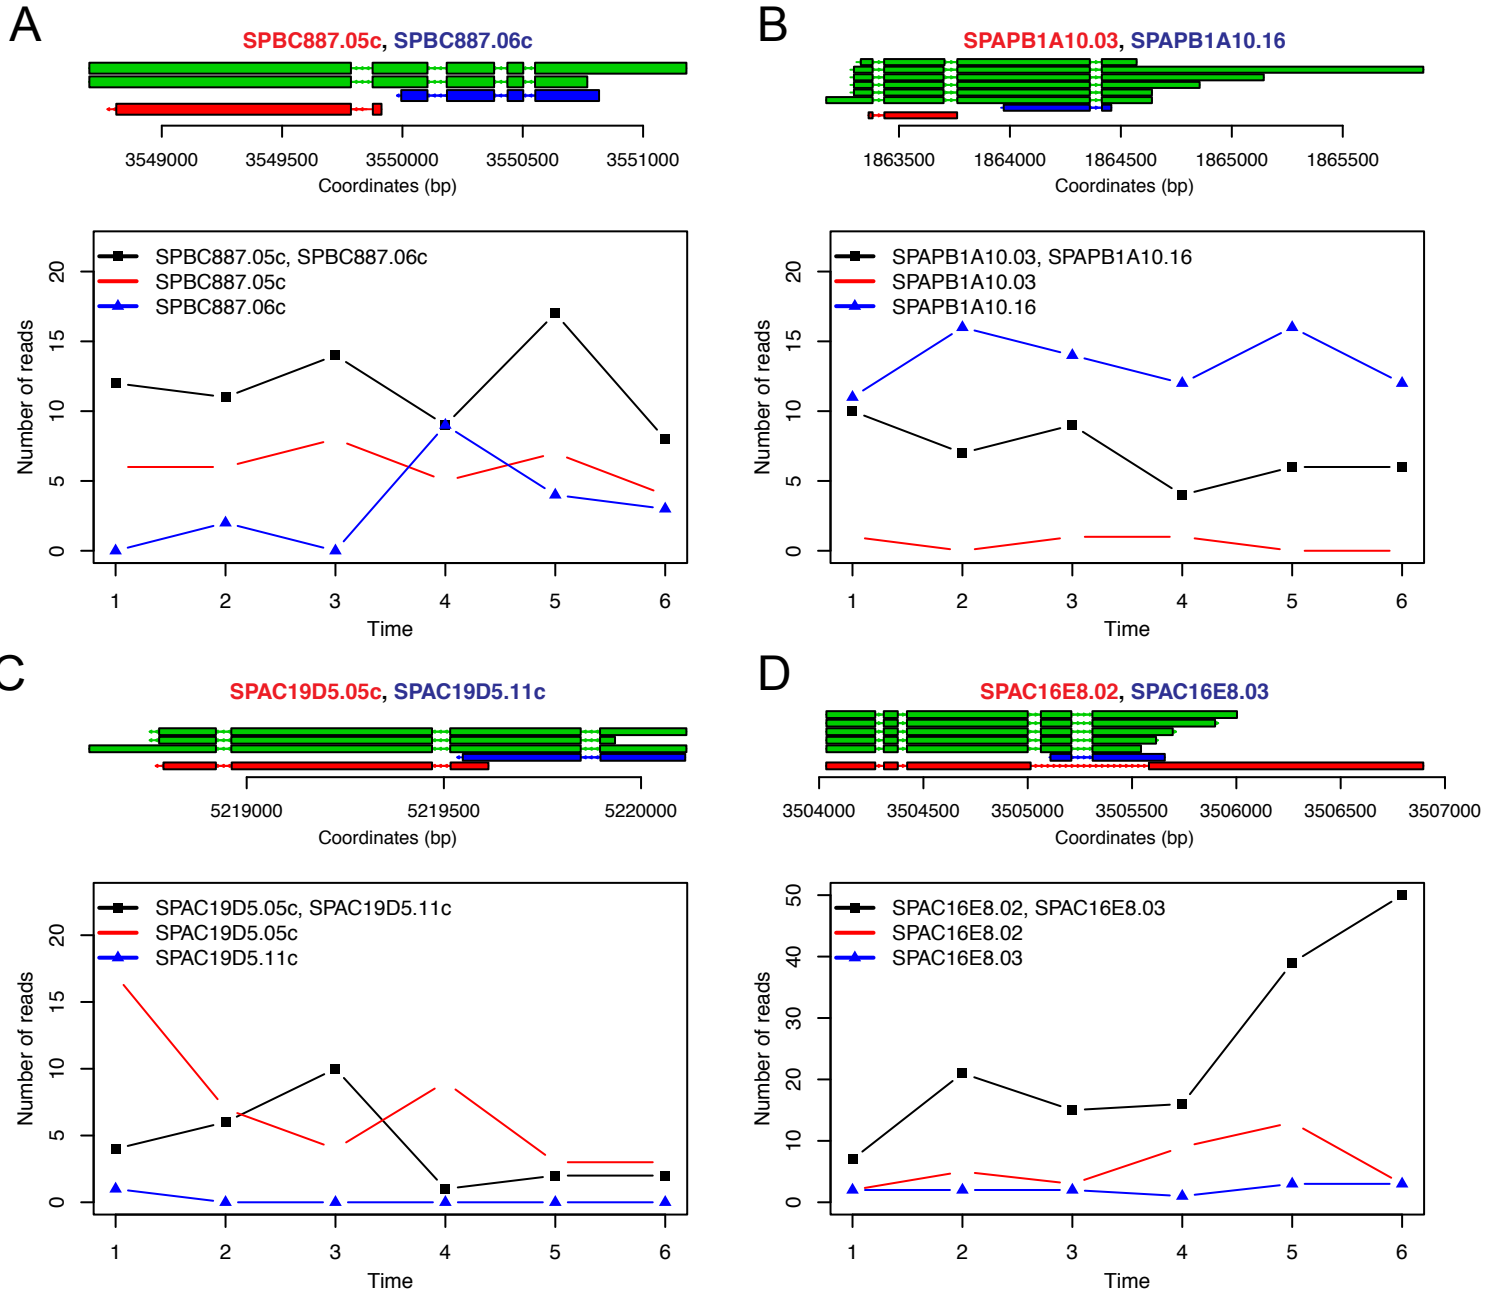 A
SPBC887.05c, SPBC887.06c
3549000 3549500 3550000 3550500 3551000
Coordinates (bp)
SPBC887.05c, SPBC887.06c
SPBC887.05c
SPBC887.06c
Number of reads
0 5 10 15 20
1 2 3 4 5 6
Time
B
SPAPB1A10.03, SPAPB1A10.16
1863500 1864000 1864500 1865000 1865500
Coordinates (bp)
SPAPB1A10.03, SPAPB1A10.16
SPAPB1A10.03
SPAPB1A10.16
Number of reads
0 5 10 15 20
1 2 3 4 5 6
Time
C
SPAC19D5.05c, SPAC19D5.11c
5219000 5219500 5220000
Coordinates (bp)
SPAC19D5.05c, SPAC19D5.11c
SPAC19D5.05c
SPAC19D5.11c
Number of reads
0 5 10 15 20
1 2 3 4 5 6
Time
D
SPAC16E8.02, SPAC16E8.03
3504000 3504500 3505000 3505500 3506000 3506500 3507000
Coordinates (bp)
SPAC16E8.02, SPAC16E8.03
SPAC16E8.02
SPAC16E8.03
Number of reads
0 10 20 30 40 50
1 2 3 4 5 6
Time